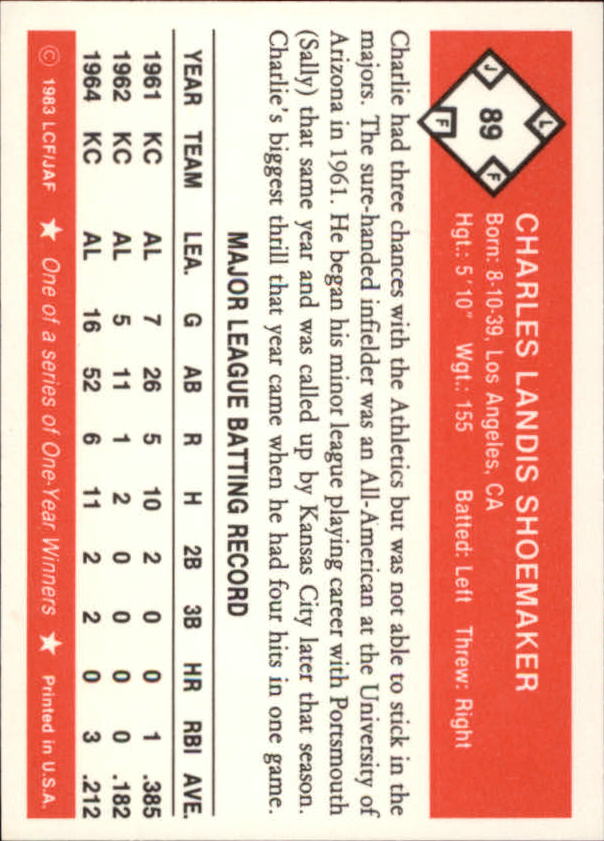 L
J 89 F
F
CHARLES LANDIS SHOEMAKER
Born: 8-10-39, Los Angeles, CA
Hgt.: 5'10" Wgt.: 155 Batted: Left Threw: Right
Charlie had three chances with the Athletics but was not able to stick in the
majors. The sure-handed infielder was an All-American at the University of
Arizona in 1961. He began his minor league playing career with Portsmouth
(Sally) that same year and was called up by Kansas City later that season.
Charlie's biggest thrill that year came when he had four hits in one game.
MAJOR LEAGUE BATTING RECORD
YEAR TEAM LEA. G AB R H 2B 3B HR RBI AVE.
1961 KC AL 7 26 5 10 2 0 0 1 .385
1962 KC AL 5 11 1 2 0 0 0 0 .182
1964 KC AL 16 52 6 11 2 2 0 3 .212
© 1983 LCF/JAF ★ One of a series of One-Year Winners ★ Printed in U.S.A.